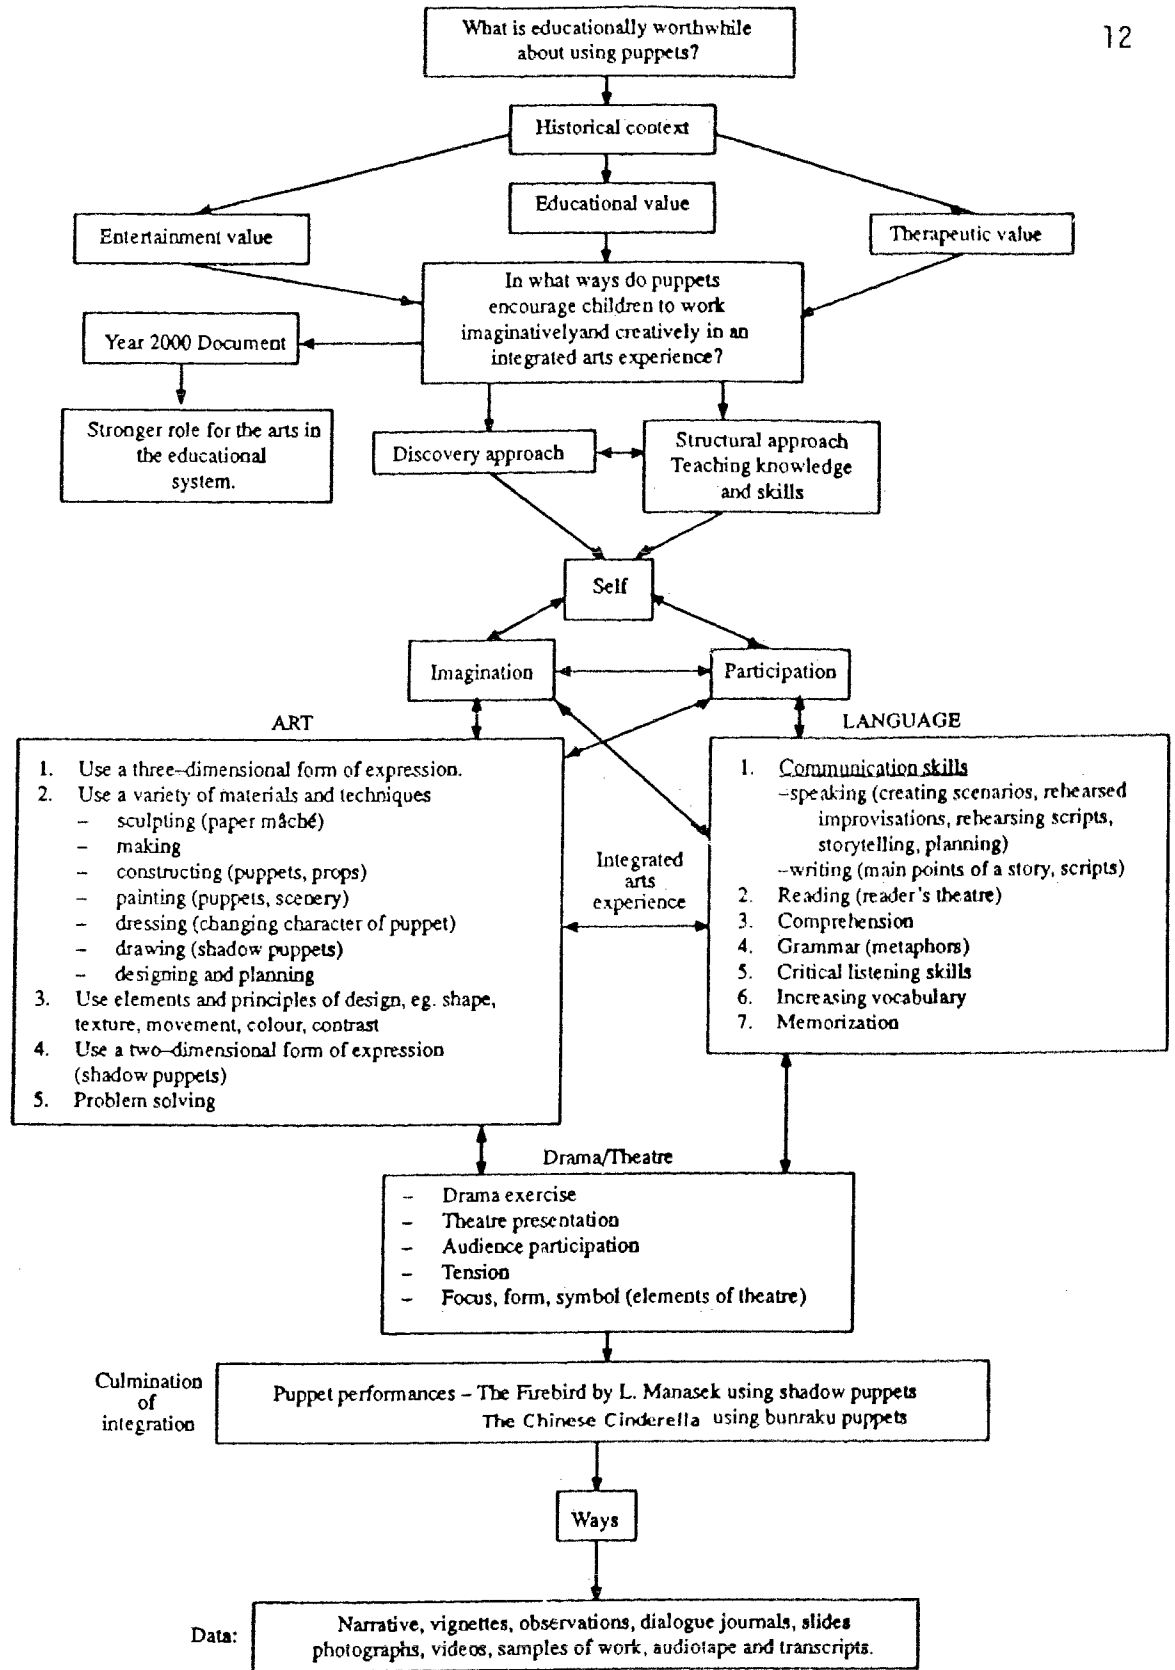 12
What is educationally worthwhile
about using puppets?
Historical context
Entertainment value
Educational value
Therapeutic value
In what ways do puppets
encourage children to work
imaginativelyand creatively in an
integrated arts experience?
Year 2000 Document
Stronger role for the arts in
the educational
system.
Discovery approach
Structural approach
Teaching knowledge
and skills
Self
Imagination
Participation
ART
1. Use a three-dimensional form of expression.
2. Use a variety of materials and techniques
- sculpting (paper mâché)
- making
- constructing (puppets, props)
- painting (puppets, scenery)
- dressing (changing character of puppet)
- drawing (shadow puppets)
- designing and planning
3. Use elements and principles of design, eg. shape,
texture, movement, colour, contrast
4. Use a two-dimensional form of expression
(shadow puppets)
5. Problem solving
Integrated
arts
experience
LANGUAGE
1. Communication skills
-speaking (creating scenarios, rehearsed
improvisations, rehearsing scripts,
storytelling, planning)
-writing (main points of a story, scripts)
2. Reading (reader's theatre)
3. Comprehension
4. Grammar (metaphors)
5. Critical listening skills
6. Increasing vocabulary
7. Memorization
Drama/Theatre
- Drama exercise
- Theatre presentation
- Audience participation
- Tension
- Focus, form, symbol (elements of theatre)
Culmination
of
integration
Puppet performances - The Firebird by L. Manasek using shadow puppets
The Chinese Cinderella using bunraku puppets
Ways
Data:
Narrative, vignettes, observations, dialogue journals, slides
photographs, videos, samples of work, audiotape and transcripts.